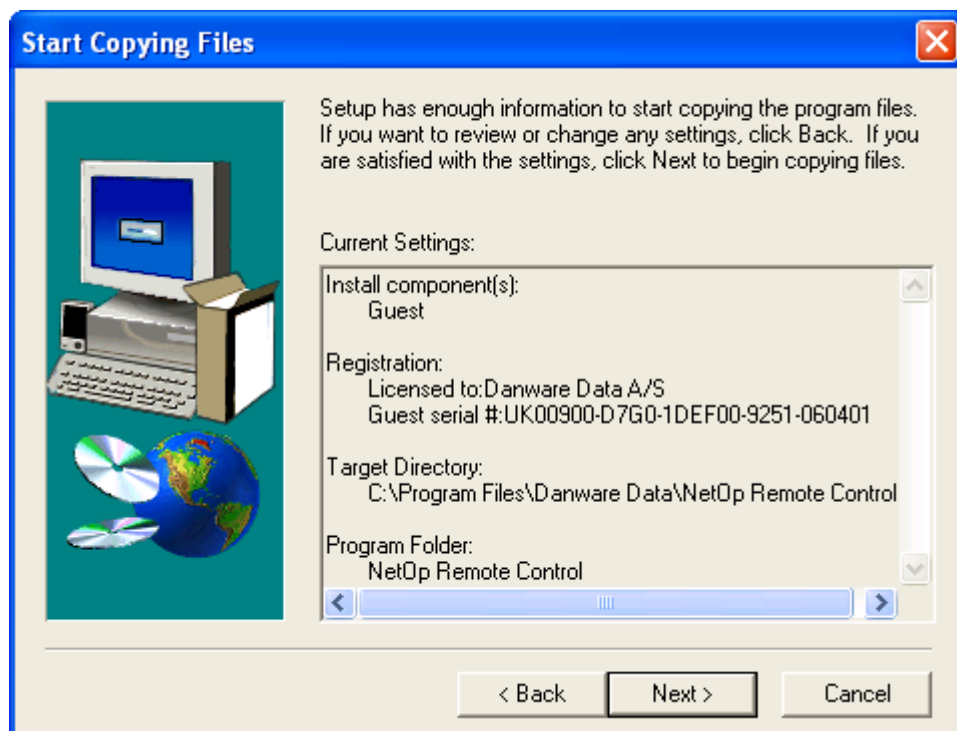 Start Copying Files
Setup has enough information to start copying the program files.
If you want to review or change any settings, click Back.  If you
are satisfied with the settings, click Next to begin copying files.
Current Settings:
Install component(s):
Guest
Registration:
Licensed to:Danware Data A/S
Guest serial #:UK00900-D7G0-1DEF00-9251-060401
Target Directory:
C:\Program Files\Danware Data\NetOp Remote Control
Program Folder:
NetOp Remote Control
< Back
Next >
Cancel